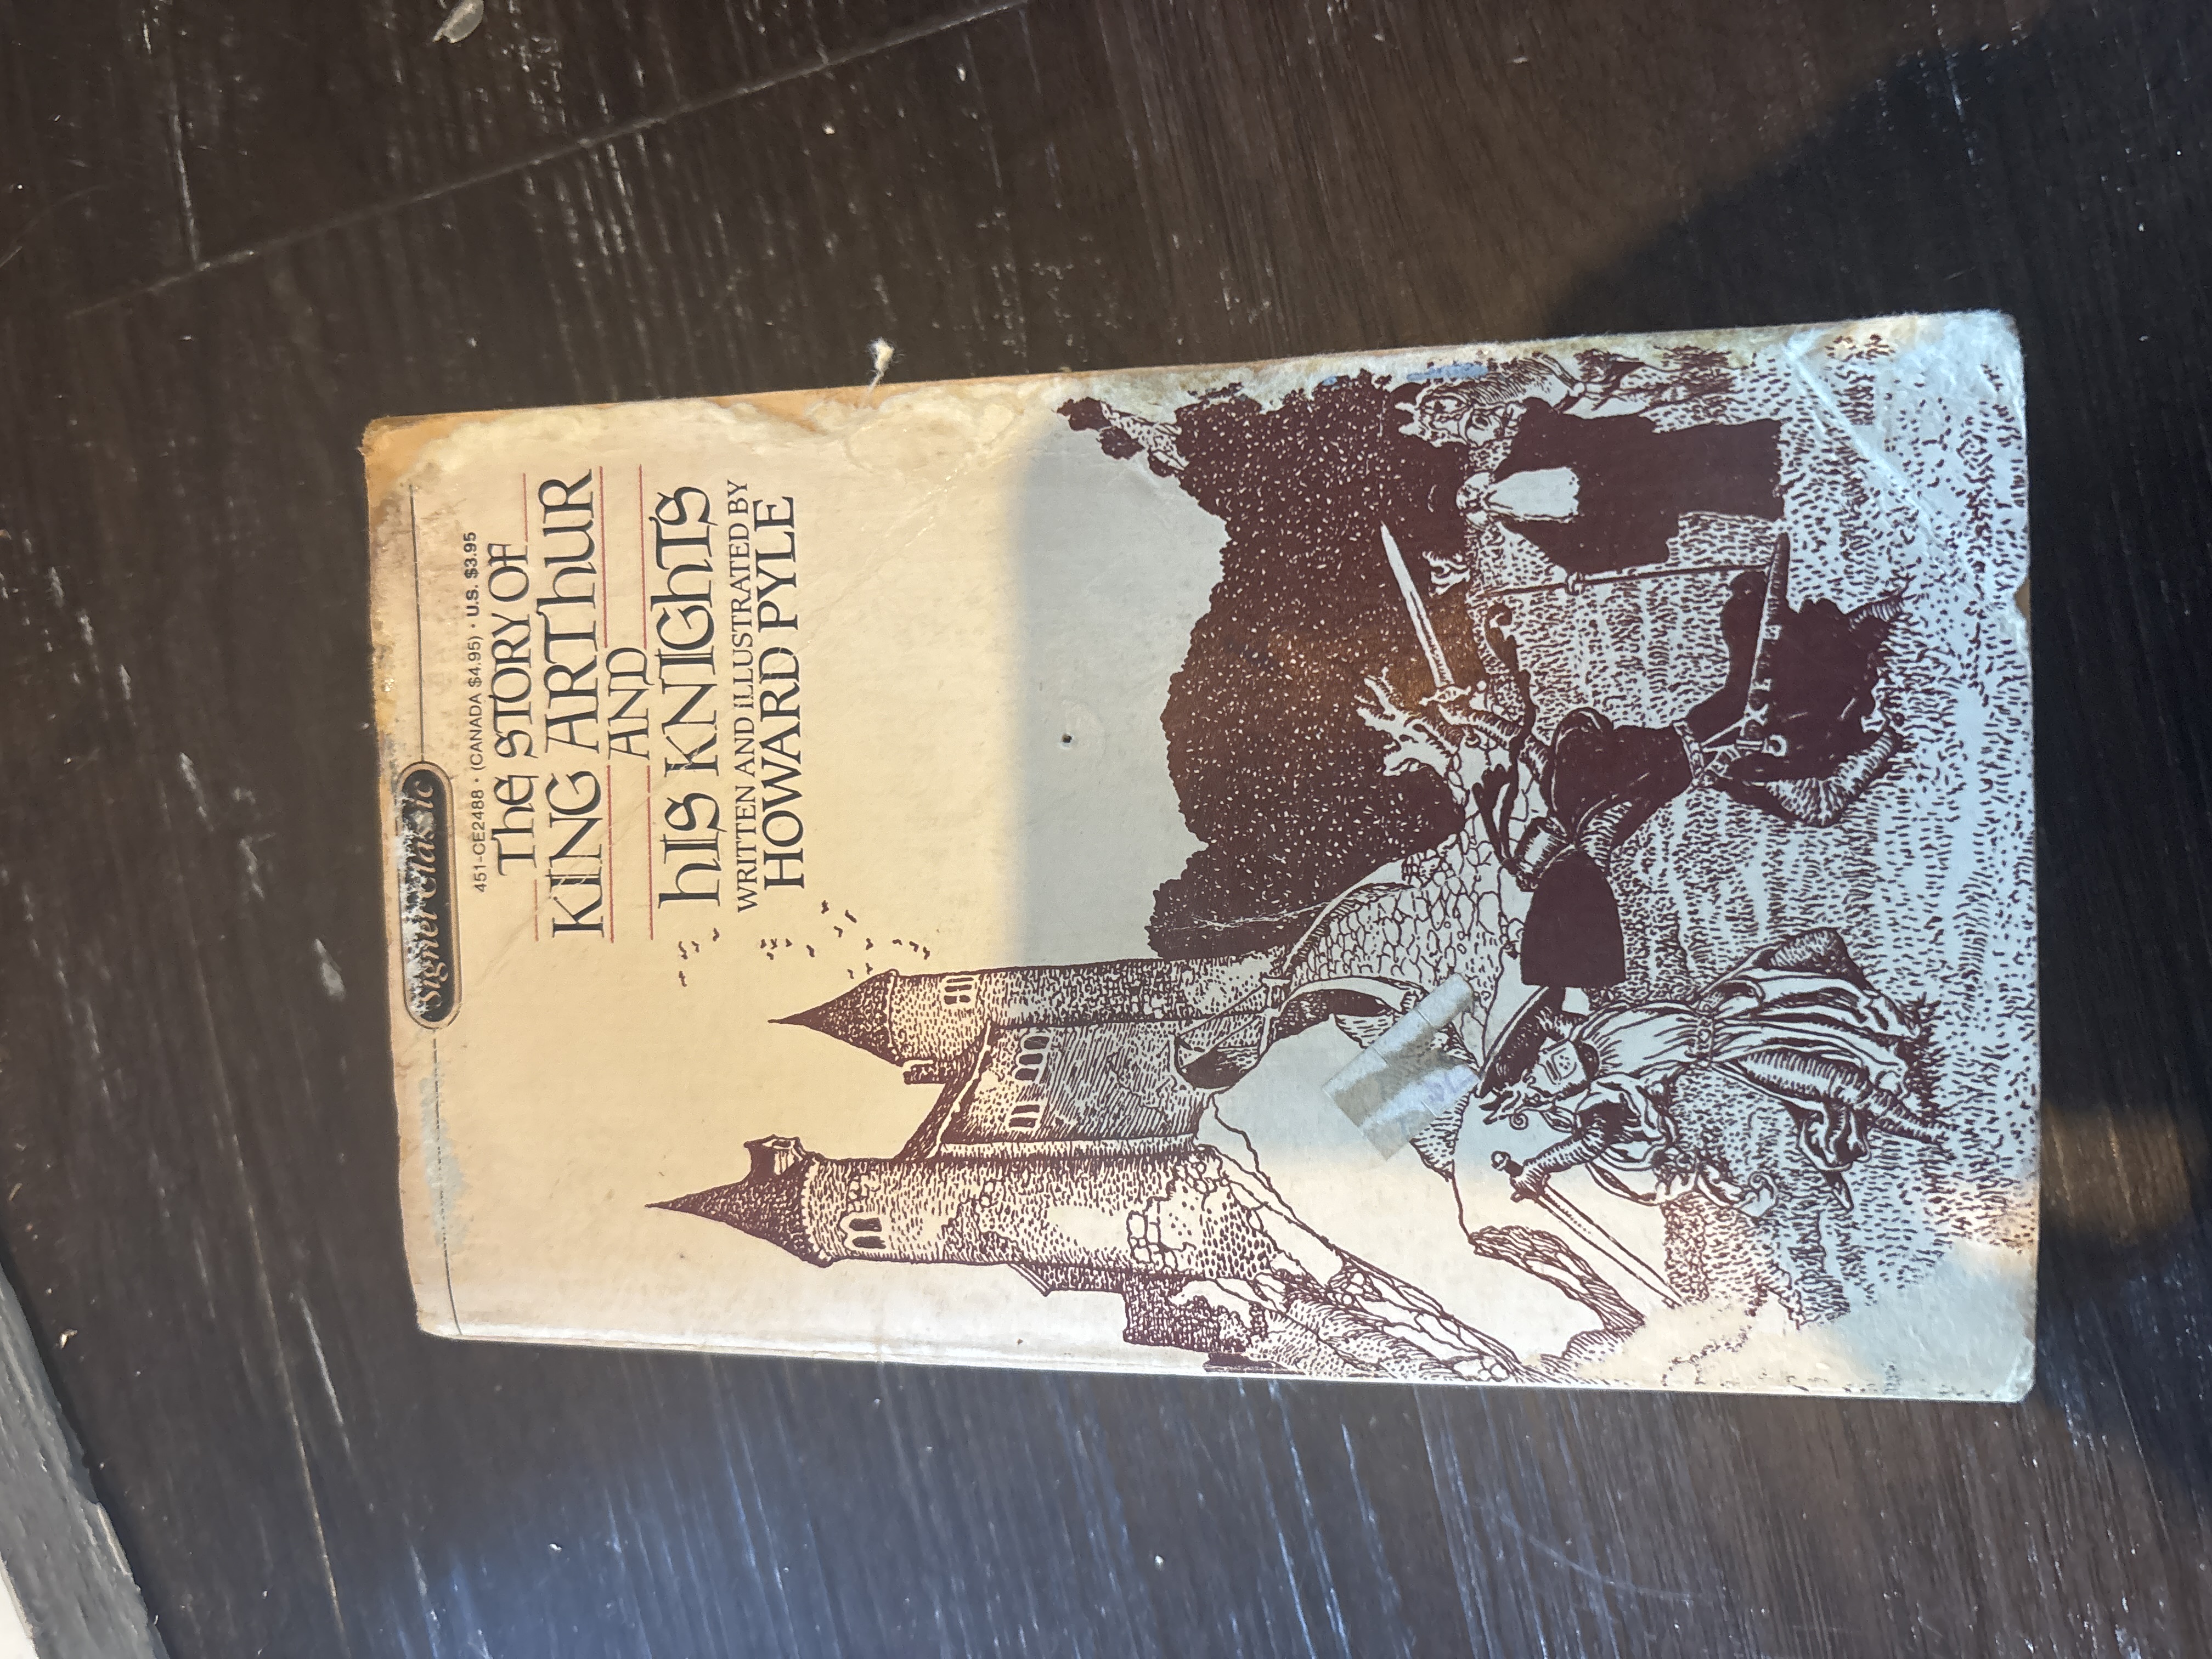 Signet Classic
451-CE2488 • (CANADA $4.95) • U.S. $3.95
The STORY OF
KING ARThUR
AND
hIS KNIGhTS
WRITTEN AND ILLUSTRATED BY
HOWARD PYLE